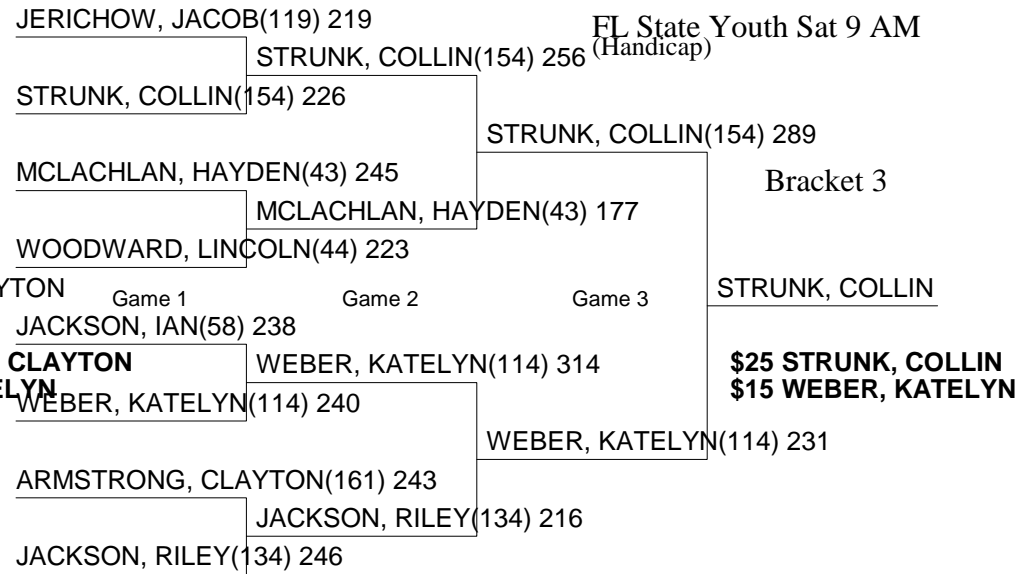 JERICHOW, JACOB(119) 219
FL State Youth Sat 9 AM
(Handicap)
STRUNK, COLLIN(154) 256
STRUNK, COLLIN(154) 226
STRUNK, COLLIN(154) 289
MCLACHLAN, HAYDEN(43) 245
Bracket 3
MCLACHLAN, HAYDEN(43) 177
WOODWARD, LINCOLN(44) 223
YTON
Game 1
Game 2
Game 3
STRUNK, COLLIN
JACKSON, IAN(58) 238
CLAYTON
WEBER, KATELYN(114) 314
$25 STRUNK, COLLIN
ELYN
$15 WEBER, KATELYN
WEBER, KATELYN(114) 240
WEBER, KATELYN(114) 231
ARMSTRONG, CLAYTON(161) 243
JACKSON, RILEY(134) 216
JACKSON, RILEY(134) 246